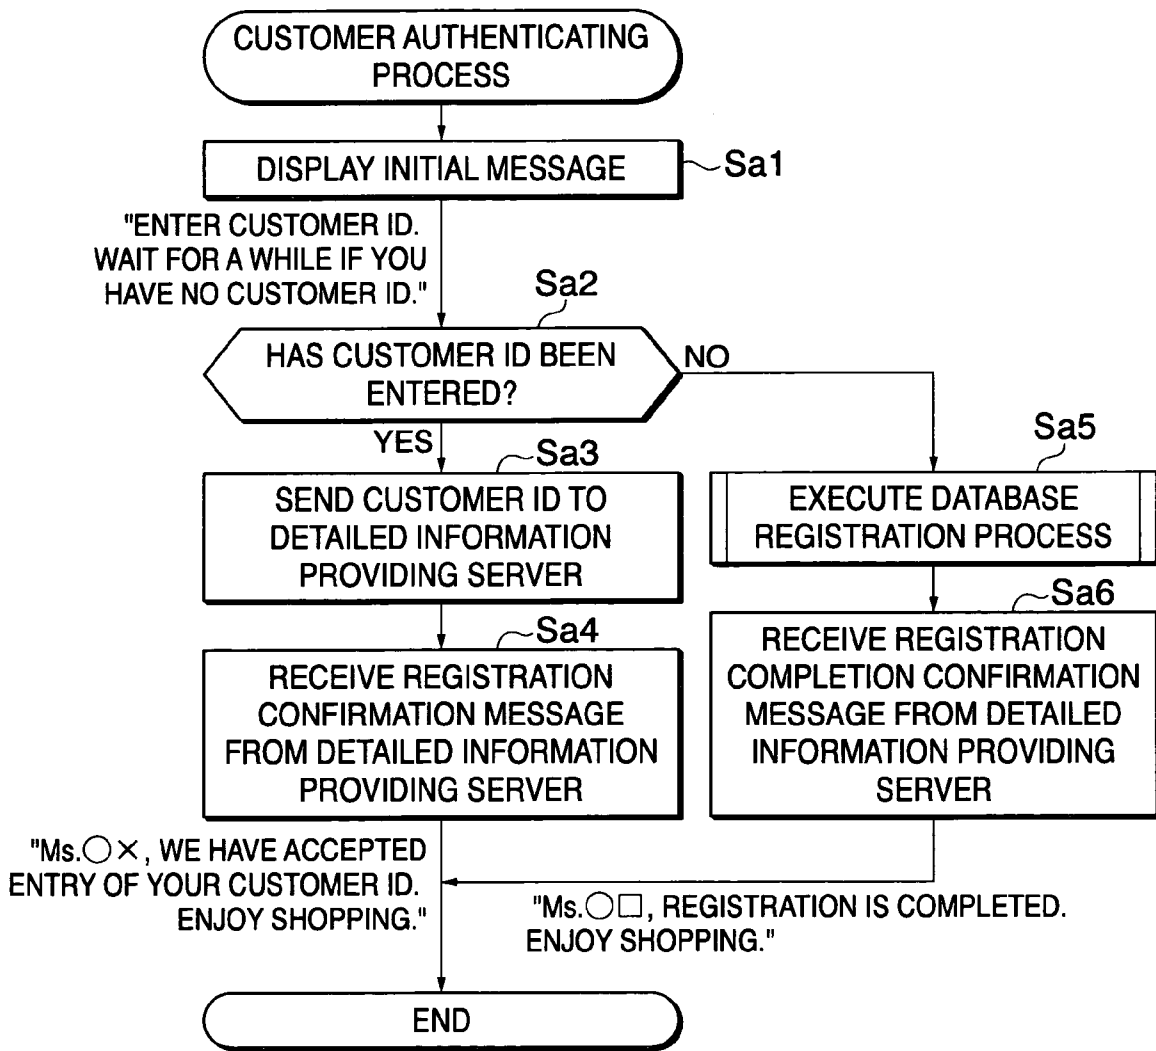 CUSTOMER AUTHENTICATING
PROCESS
DISPLAY INITIAL MESSAGE
Sa1
"ENTER CUSTOMER ID.
WAIT FOR A WHILE IF YOU
HAVE NO CUSTOMER ID."
Sa2
HAS CUSTOMER ID BEEN
ENTERED?
NO
YES
Sa3
SEND CUSTOMER ID TO
DETAILED INFORMATION
PROVIDING SERVER
Sa5
EXECUTE DATABASE
REGISTRATION PROCESS
Sa4
RECEIVE REGISTRATION
CONFIRMATION MESSAGE
FROM DETAILED INFORMATION
PROVIDING SERVER
Sa6
RECEIVE REGISTRATION
COMPLETION CONFIRMATION
MESSAGE FROM DETAILED
INFORMATION PROVIDING
SERVER
"Ms.○×, WE HAVE ACCEPTED
ENTRY OF YOUR CUSTOMER ID.
ENJOY SHOPPING."
"Ms.○□, REGISTRATION IS COMPLETED.
ENJOY SHOPPING."
END